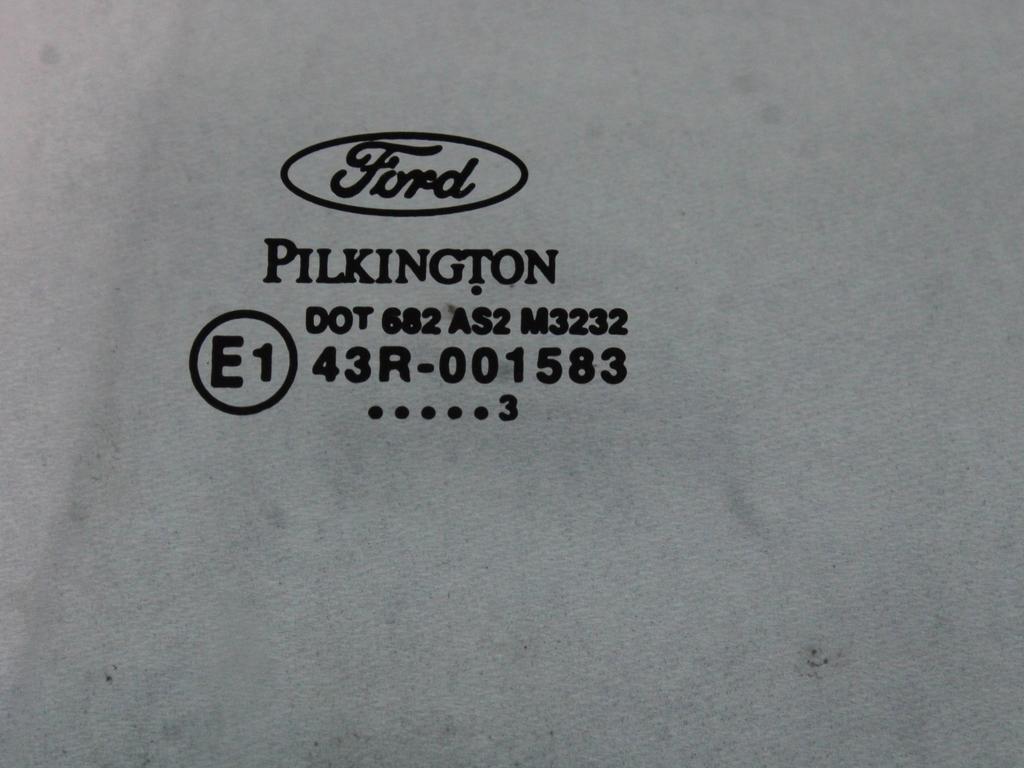 Ford
PILKINGTON
DOT 682 AS2 M3232
E1 43R-001583
.....3